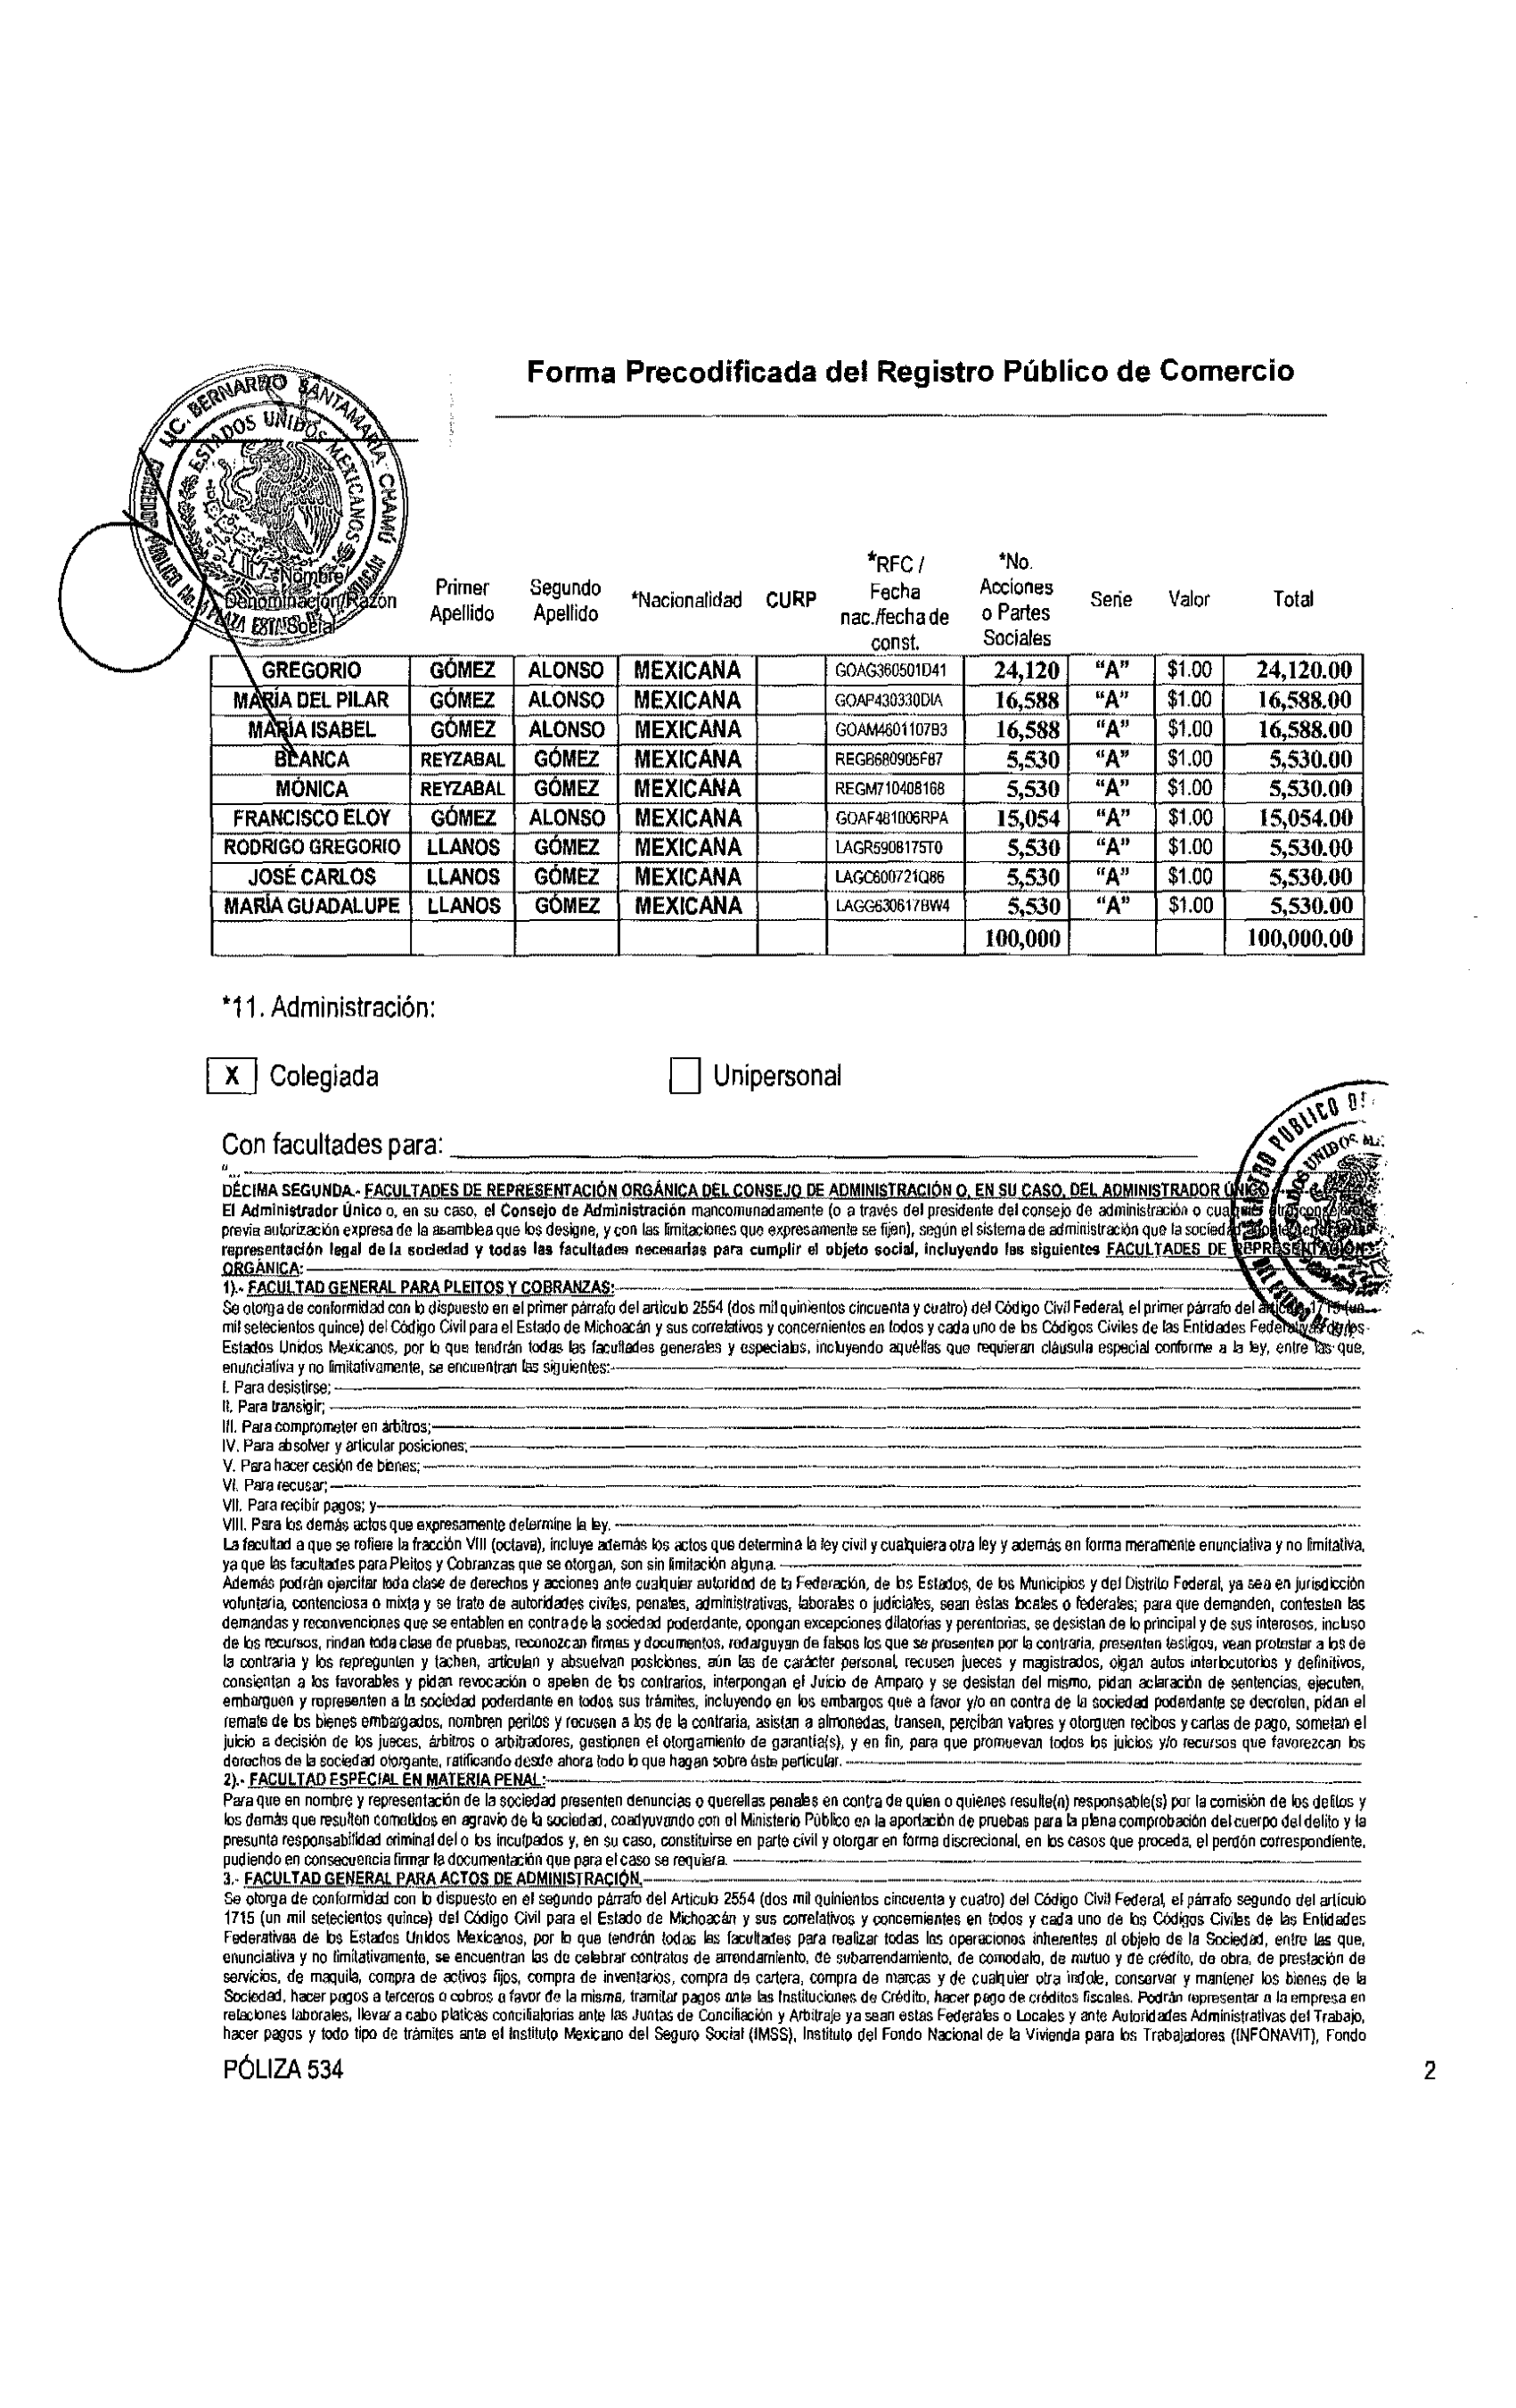 Forma Precodificada del Registro Público de Comercio
LIC. BERNARDO SANTAMARÍA CHAMÚ
ESTADOS UNIDOS MEXICANOS
CORREDOR PÚBLICO No.
PLAZA ESTADO DE
Nombre/ Denominación/Razón Social Primer Apellido Segundo Apellido *Nacionalidad CURP *RFC / Fecha nac./fecha de const. *No. Acciones o Partes Sociales Serie Valor Total
GREGORIO GÓMEZ ALONSO MEXICANA GOAG360501D41 24,120 “A” $1.00 24,120.00
MARÍA DEL PILAR GÓMEZ ALONSO MEXICANA GOAP430330DIA 16,588 “A” $1.00 16,588.00
MARÍA ISABEL GÓMEZ ALONSO MEXICANA GOAM4601107B3 16,588 “A” $1.00 16,588.00
BLANCA REYZABAL GÓMEZ MEXICANA REGB680905F87 5,530 “A” $1.00 5,530.00
MÓNICA REYZABAL GÓMEZ MEXICANA REGM710408168 5,530 “A” $1.00 5,530.00
FRANCISCO ELOY GÓMEZ ALONSO MEXICANA GOAF481006RPA 15,054 “A” $1.00 15,054.00
RODRIGO GREGORIO LLANOS GÓMEZ MEXICANA LAGR5908175T0 5,530 “A” $1.00 5,530.00
JOSÉ CARLOS LLANOS GÓMEZ MEXICANA LAGC600721Q86 5,530 “A” $1.00 5,530.00
MARÍA GUADALUPE LLANOS GÓMEZ MEXICANA LAGG630617BW4 5,530 “A” $1.00 5,530.00
100,000 100,000.00
*11. Administración:
X Colegiada Unipersonal
Con facultades para:
“...
DÉCIMA SEGUNDA.- FACULTADES DE REPRESENTACIÓN ORGÁNICA DEL CONSEJO DE ADMINISTRACIÓN O, EN SU CASO, DEL ADMINISTRADOR ÚNICO
El Administrador Único o, en su caso, el Consejo de Administración mancomunadamente (o a través del presidente del consejo de administración o cualquier otro consejero
previa autorización expresa de la asamblea que los designe, y con las limitaciones que expresamente se fijen), según el sistema de administración que la sociedad adopte, tendrán la
representación legal de la sociedad y todas las facultades necesarias para cumplir el objeto social, incluyendo las siguientes FACULTADES DE REPRESENTACIÓN
ORGÁNICA:
1).- FACULTAD GENERAL PARA PLEITOS Y COBRANZAS:
Se otorga de conformidad con lo dispuesto en el primer párrafo del articulo 2554 (dos mil quinientos cincuenta y cuatro) del Código Civil Federal, el primer párrafo del artículo 1715 (un
mil setecientos quince) del Código Civil para el Estado de Michoacán y sus correlativos y concernientes en todos y cada uno de los Códigos Civiles de las Entidades Federativas de los
Estados Unidos Mexicanos, por lo que tendrán todas las facultades generales y especiales, incluyendo aquéllas que requieran cláusula especial conforme a la ley, entre las que,
enunciativa y no limitativamente, se encuentran las siguientes:
I. Para desistirse;
II. Para transigir;
III. Para comprometer en árbitros;
IV. Para absolver y articular posiciones;
V. Para hacer cesión de bienes;
VI. Para recusar;
VII. Para recibir pagos; y
VIII. Para los demás actos que expresamente determine la ley.
La facultad a que se refiere la fracción VIII (octava), incluye además los actos que determina la ley civil y cualquiera otra ley y además en forma meramente enunciativa y no limitativa,
ya que las facultades para Pleitos y Cobranzas que se otorgan, son sin limitación alguna.
Además podrán ejercitar toda clase de derechos y acciones ante cualquier autoridad de la Federación, de los Estados, de los Municipios y del Distrito Federal, ya sea en jurisdicción
voluntaria, contenciosa o mixta y se trate de autoridades civiles, penales, administrativas, laborales o judiciales, sean éstas locales o federales; para que demanden, contesten las
demandas y reconvenciones que se entablen en contra de la sociedad poderdante, opongan excepciones dilatorias y perentorias, se desistan de lo principal y de sus intereses, incluso
de los recursos, rindan toda clase de pruebas, reconozcan firmas y documentos, redarguyan de falsos los que se presenten por la contraria, presenten testigos, vean protestar a los de
la contraria y los repregunten y tachen, articulen y absuelvan posiciones, aún las de carácter personal, recusen jueces y magistrados, oigan autos interlocutorios y definitivos,
consientan a los favorables y pidan revocación o apelen de los contrarios, interpongan el Juicio de Amparo y se desistan del mismo, pidan aclaración de sentencias, ejecuten,
embarguen y representen a la sociedad poderdante en todos sus trámites, incluyendo en los embargos que a favor y/o en contra de la sociedad poderdante se decreten, pidan el
remate de los bienes embargados, nombren peritos y recusen a los de la contraria, asistan a almonedas, transen, perciban valores y otorguen recibos y cartas de pago, sometan el
juicio a decisión de los jueces, árbitros o arbitradores, gestionen el otorgamiento de garantía(s), y en fin, para que promuevan todos los juicios y/o recursos que favorezcan los
derechos de la sociedad otorgante, ratificando desde ahora todo lo que hagan sobre éste particular.
2).- FACULTAD ESPECIAL EN MATERIA PENAL:
Para que en nombre y representación de la sociedad presenten denuncias o querellas penales en contra de quien o quienes resulte(n) responsable(s) por la comisión de los delitos y
los demás que resulten cometidos en agravio de la sociedad, coadyuvando con el Ministerio Público en la aportación de pruebas para la plena comprobación del cuerpo del delito y la
presunta responsabilidad criminal del o los inculpados y, en su caso, constituirse en parte civil y otorgar en forma discrecional, en los casos que proceda, el perdón correspondiente,
pudiendo en consecuencia firmar la documentación que para el caso se requiera.
3.- FACULTAD GENERAL PARA ACTOS DE ADMINISTRACIÓN.
Se otorga de conformidad con lo dispuesto en el segundo párrafo del Articulo 2554 (dos mil quinientos cincuenta y cuatro) del Código Civil Federal, el párrafo segundo del artículo
1715 (un mil setecientos quince) del Código Civil para el Estado de Michoacán y sus correlativos y concernientes en todos y cada uno de los Códigos Civiles de las Entidades
Federativas de los Estados Unidos Mexicanos, por lo que tendrán todas las facultades para realizar todas las operaciones inherentes al objeto de la Sociedad, entre las que,
enunciativa y no limitativamente, se encuentran las de celebrar contratos de arrendamiento, de subarrendamiento, de comodato, de mutuo y de crédito, de obra, de prestación de
servicios, de maquila, compra de activos fijos, compra de inventarios, compra de cartera, compra de marcas y de cualquier otra índole, conservar y mantener los bienes de la
Sociedad, hacer pagos a terceros o cobros a favor de la misma, tramitar pagos ante las Instituciones de Crédito, hacer pago de créditos fiscales. Podrán representar a la empresa en
relaciones laborales, llevar a cabo platicas conciliatorias ante las Juntas de Conciliación y Arbitraje ya sean estas Federales o Locales y ante Autoridades Administrativas del Trabajo,
hacer pagos y todo tipo de trámites ante el Instituto Mexicano del Seguro Social (IMSS), Instituto del Fondo Nacional de la Vivienda para los Trabajadores (INFONAVIT), Fondo
PÓLIZA 534
2